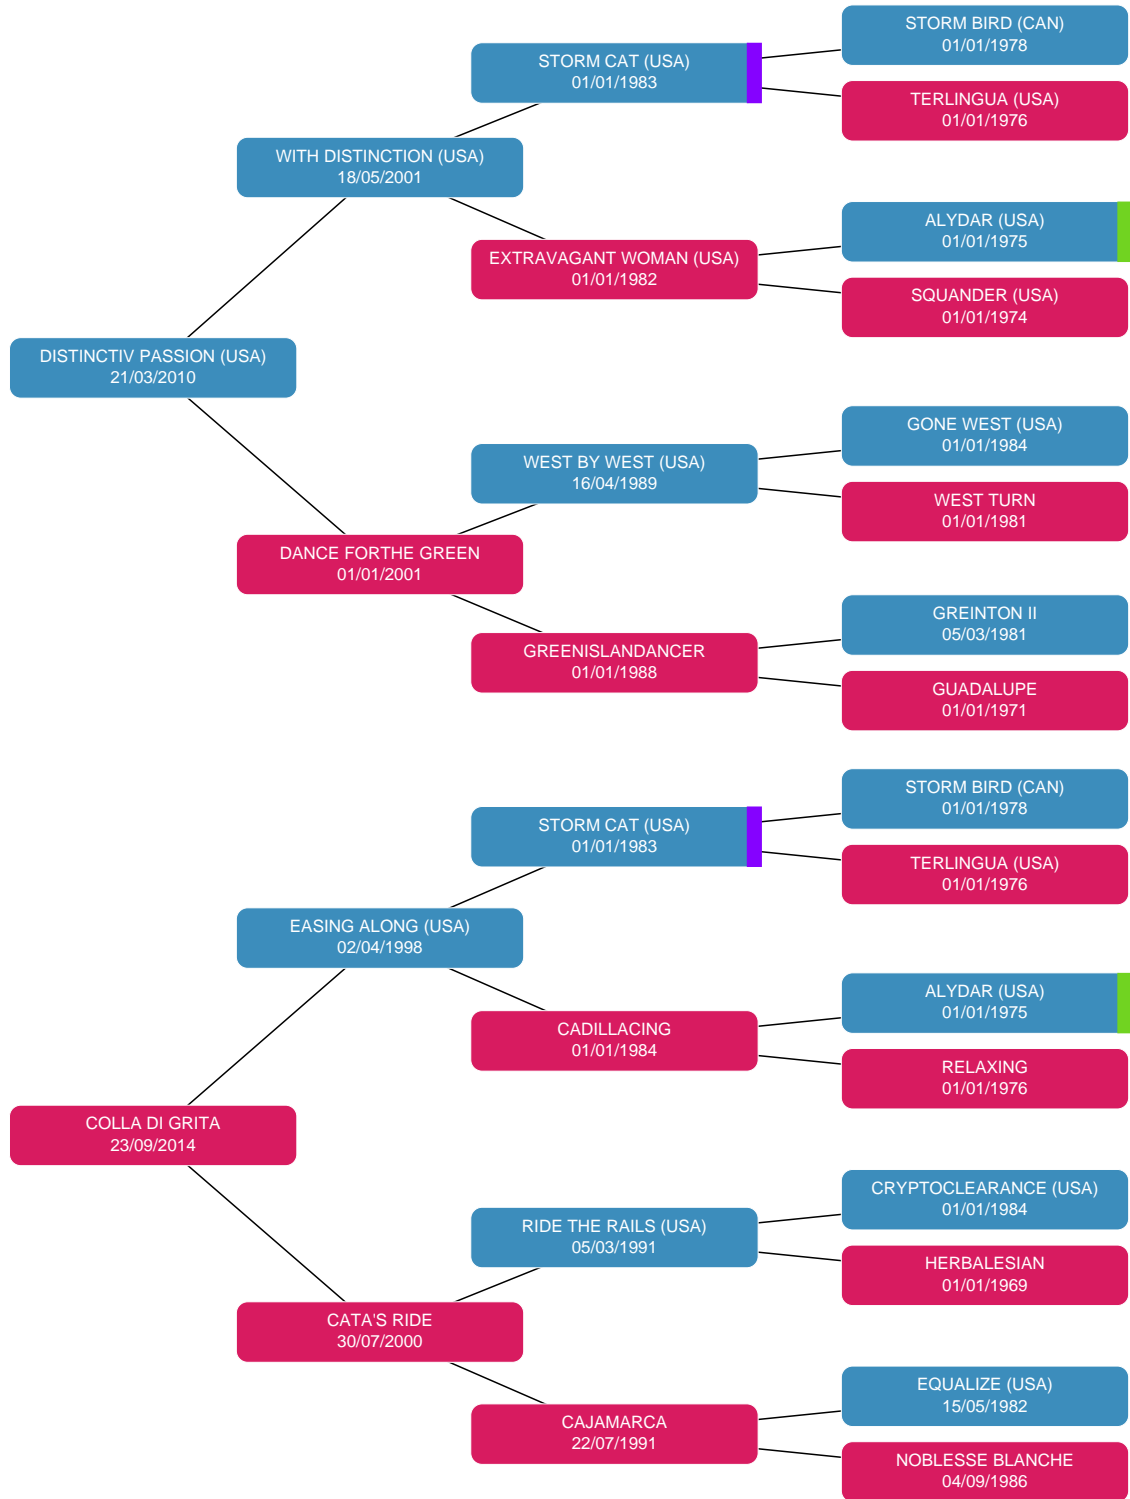 STORM BIRD (CAN)
01/01/1978
STORM CAT (USA)
01/01/1983
TERLINGUA (USA)
01/01/1976
WITH DISTINCTION (USA)
18/05/2001
ALYDAR (USA)
01/01/1975
EXTRAVAGANT WOMAN (USA)
01/01/1982
SQUANDER (USA)
01/01/1974
DISTINCTIV PASSION (USA)
21/03/2010
GONE WEST (USA)
01/01/1984
WEST BY WEST (USA)
16/04/1989
WEST TURN
01/01/1981
DANCE FORTHE GREEN
01/01/2001
GREINTON II
05/03/1981
GREENISLANDANCER
01/01/1988
GUADALUPE
01/01/1971
STORM BIRD (CAN)
01/01/1978
STORM CAT (USA)
01/01/1983
TERLINGUA (USA)
01/01/1976
EASING ALONG (USA)
02/04/1998
ALYDAR (USA)
01/01/1975
CADILLACING
01/01/1984
RELAXING
01/01/1976
COLLA DI GRITA
23/09/2014
CRYPTOCLEARANCE (USA)
01/01/1984
RIDE THE RAILS (USA)
05/03/1991
HERBALESIAN
01/01/1969
CATA'S RIDE
30/07/2000
EQUALIZE (USA)
15/05/1982
CAJAMARCA
22/07/1991
NOBLESSE BLANCHE
04/09/1986